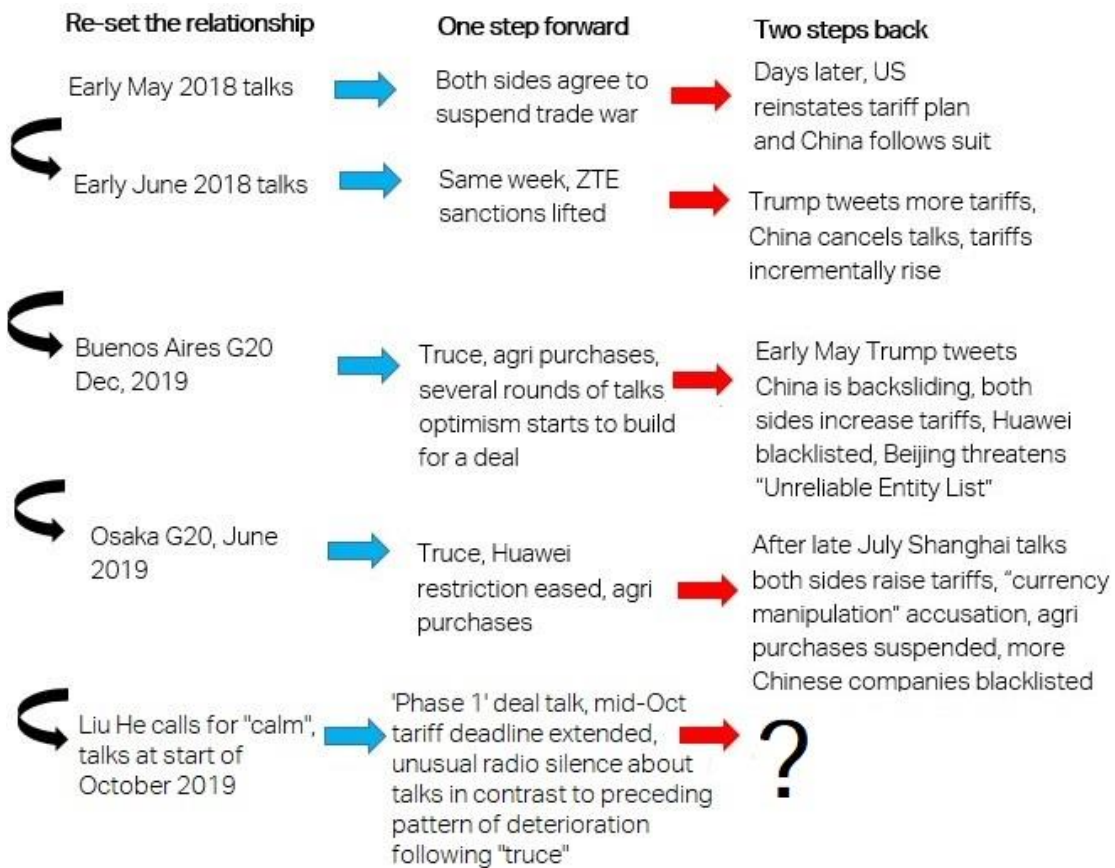 Re-set the relationship
One step forward
Two steps back
Early May 2018 talks
Both sides agree to
suspend trade war
Days later, US
reinstates tariff plan
and China follows suit
Early June 2018 talks
Same week, ZTE
sanctions lifted
Trump tweets more tariffs,
China cancels talks, tariffs
incrementally rise
Buenos Aires G20
Dec, 2019
Truce, agri purchases,
several rounds of talks
optimism starts to build
for a deal
Early May Trump tweets
China is backsliding, both
sides increase tariffs, Huawei
blacklisted, Beijing threatens
"Unreliable Entity List"
Osaka G20, June
2019
Truce, Huawei
restriction eased, agri
purchases
After late July Shanghai talks
both sides raise tariffs, "currency
manipulation" accusation, agri
purchases suspended, more
Chinese companies blacklisted
Liu He calls for "calm",
talks at start of
October 2019
'Phase 1' deal talk, mid-Oct
tariff deadline extended,
unusual radio silence about
talks in contrast to preceding
pattern of deterioration
following "truce"
?